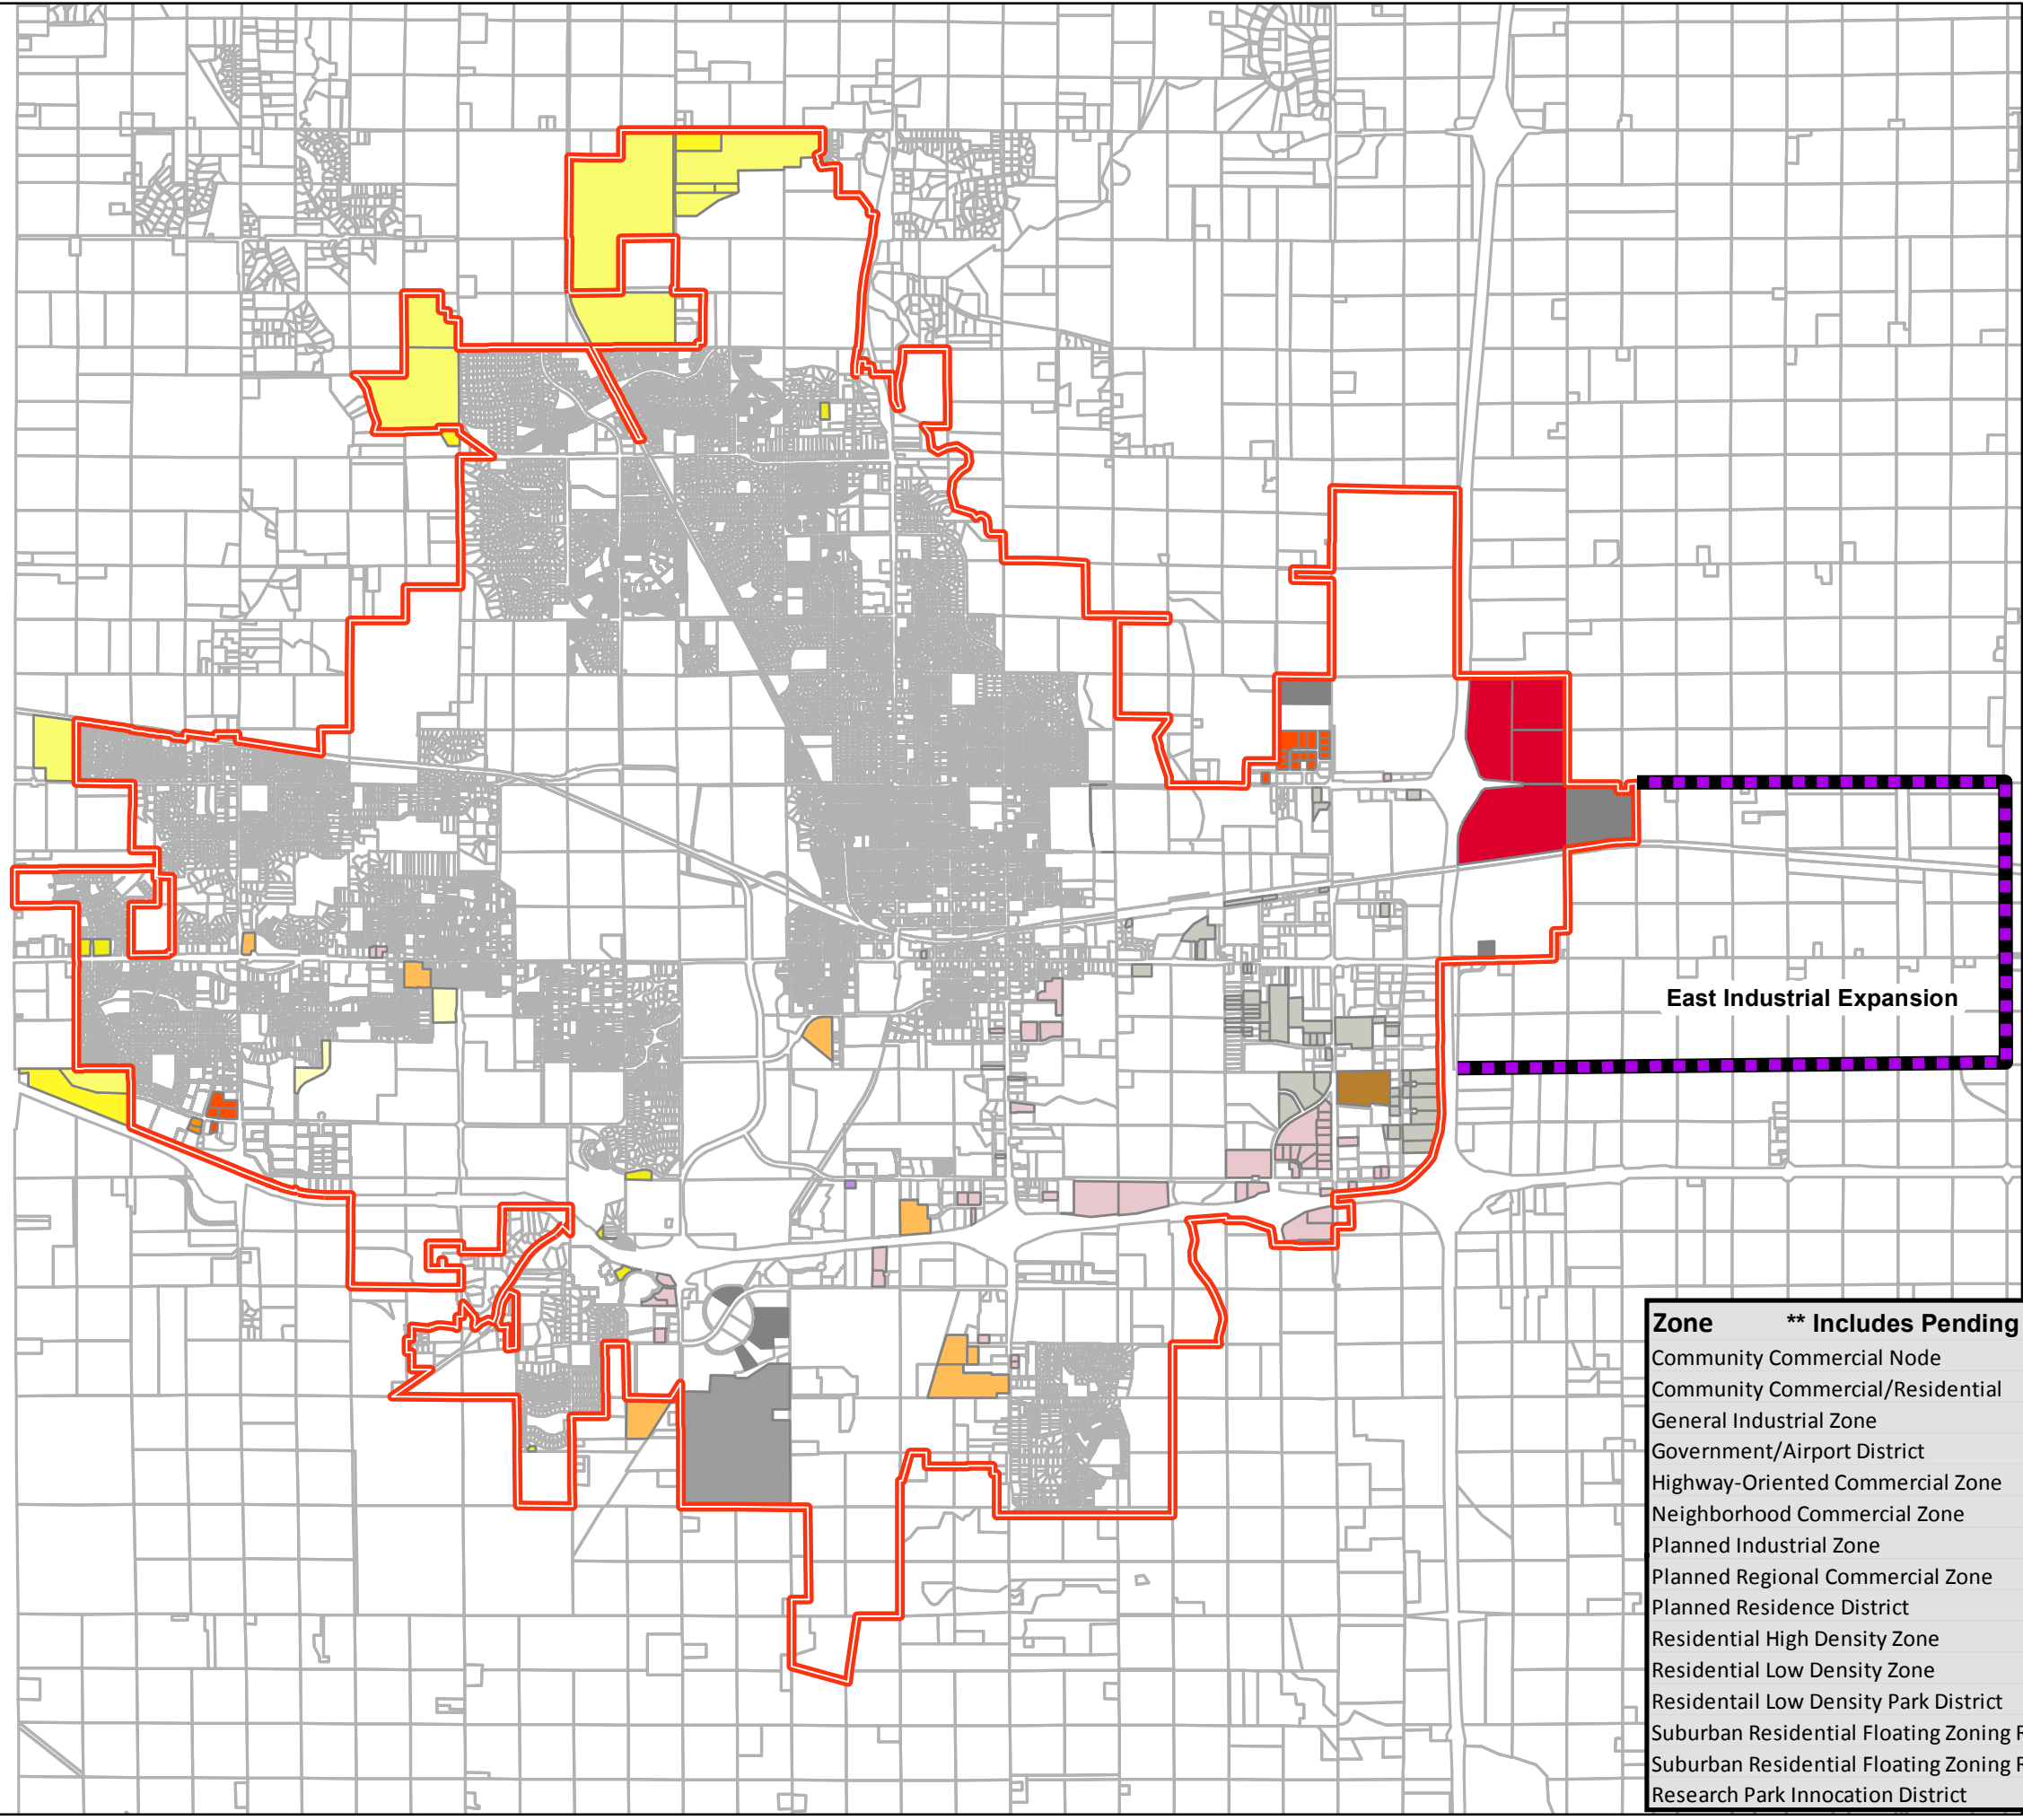 East Industrial Expansion
Zone ** Includes Pending
Community Commercial Node
Community Commercial/Residential
General Industrial Zone
Government/Airport District
Highway-Oriented Commercial Zone
Neighborhood Commercial Zone
Planned Industrial Zone
Planned Regional Commercial Zone
Planned Residence District
Residential High Density Zone
Residential Low Density Zone
Residentail Low Density Park District
Suburban Residential Floating Zoning R
Suburban Residential Floating Zoning R
Research Park Innocation District